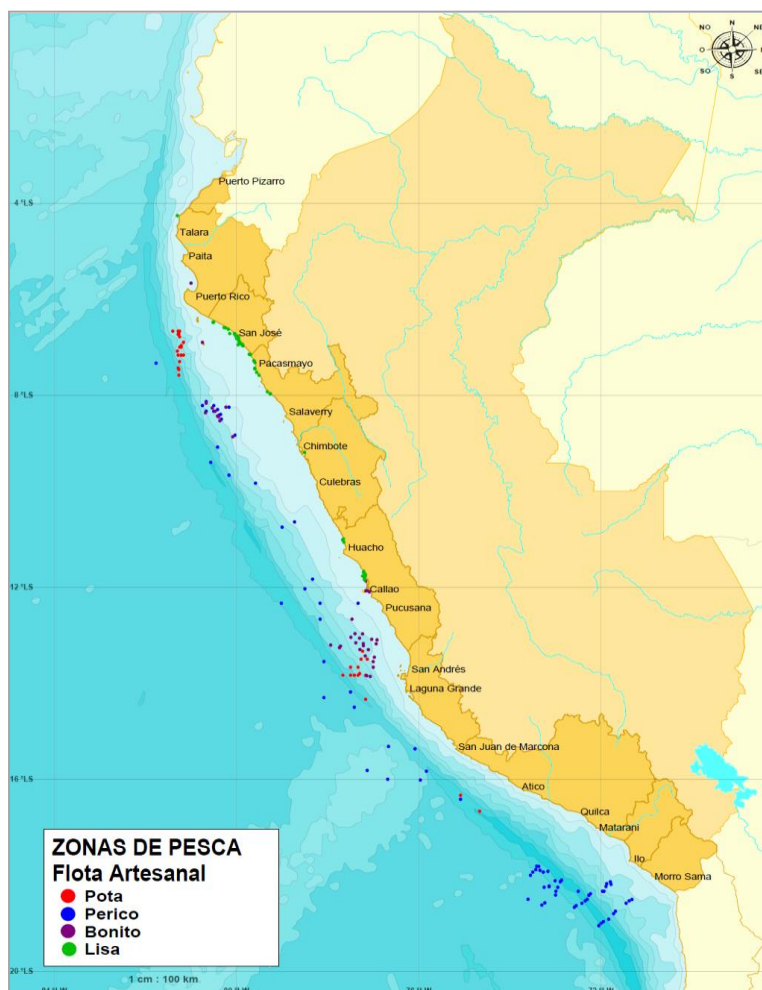 N
NO
NE
O
SO
SE
S
Puerto Pizarro
4 °LS
Talara
Paita
Puerto Rico
San José
Pacasmayo
8 °LS
Salaverry
Chimbote
Culebras
Huacho
12 °LS
Callao
Pucusana
San Andrés
Laguna Grande
San Juan de Marcona
16 °LS
Atico
Quilca
Matarani
Ilo
Morro Sama
ZONAS DE PESCA
Flota Artesanal
Pota
Perico
Bonito
Lisa
20 °LS
1 cm : 100 km